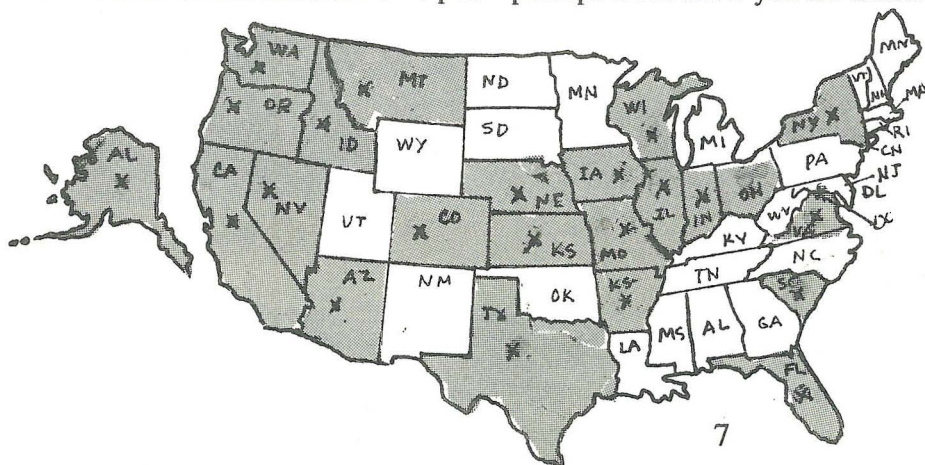 WA
MT
ND
MN
OR
ID
WY
SD
WI
MI
NY
VT
NH
MN
MA
RI
CN
NJ
DL
DC
PA
AL
CA
NV
UT
CO
NE
IA
IL
IN
OH
WV
VA
KS
MO
KY
NC
AZ
NM
OK
KS
TN
SC
TX
LA
MS
AL
GA
FL
7